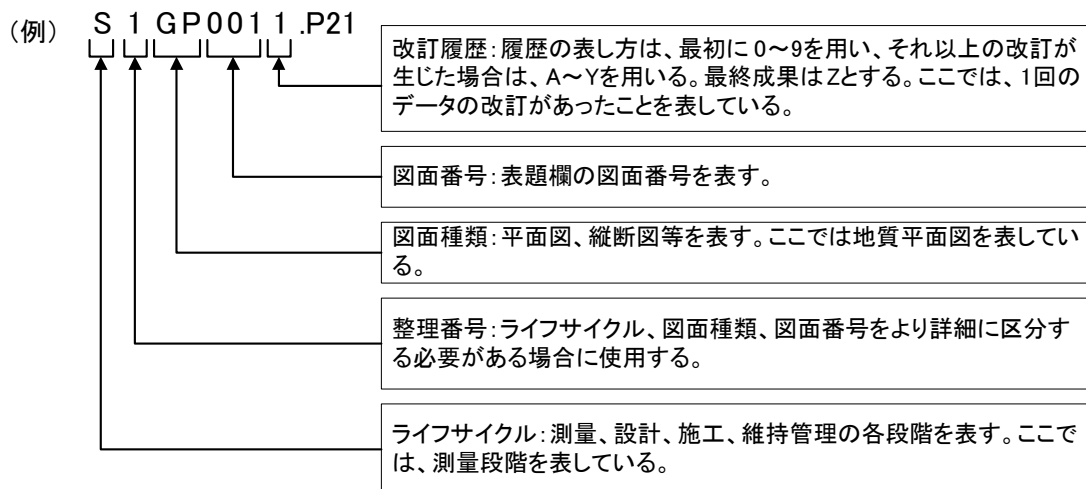 (例) S 1 GP 001 1 .P21
改訂履歴：履歴の表し方は、最初に0～9を用い、それ以上の改訂が
生じた場合は、A～Yを用いる。最終成果はZとする。ここでは、1回の
データの改訂があったことを表している。
図面番号：表題欄の図面番号を表す。
図面種類：平面図、縦断図等を表す。ここでは地質平面図を表してい
る。
整理番号：ライフサイクル、図面種類、図面番号をより詳細に区分す
る必要がある場合に使用する。
ライフサイクル：測量、設計、施工、維持管理の各段階を表す。ここで
は、測量段階を表している。